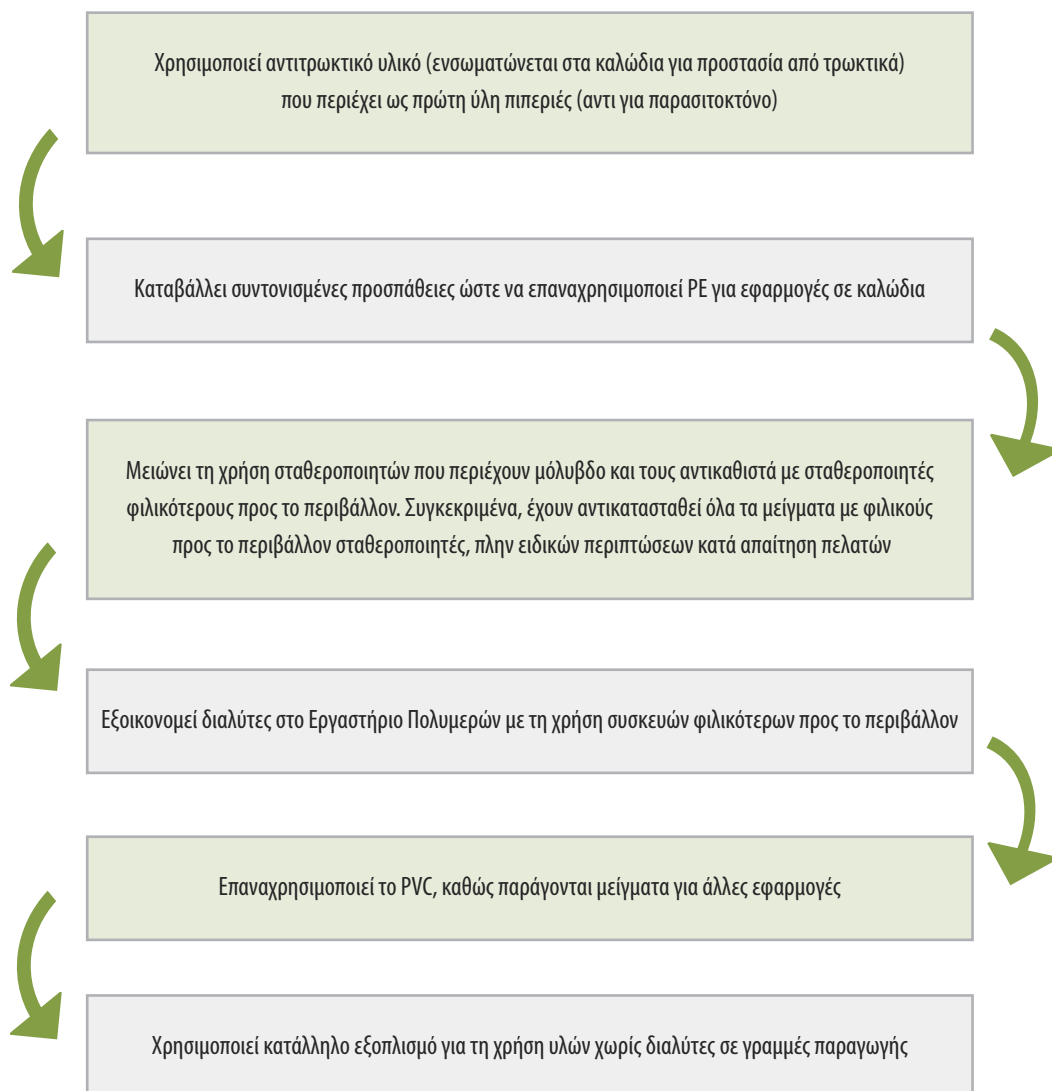 Χρησιμοποιεί αντιτρωκτικό υλικό (ενσωματώνεται στα καλώδια για προστασία από τρωκτικά)
που περιέχει ως πρώτη ύλη πιπεριές (αντι για παρασιτοκτόνο)
Καταβάλλει συντονισμένες προσπάθειες ώστε να επαναχρησιμοποιεί PE για εφαρμογές σε καλώδια
Μειώνει τη χρήση σταθεροποιητών που περιέχουν μόλυβδο και τους αντικαθιστά με σταθεροποιητές
φιλικότερους προς το περιβάλλον. Συγκεκριμένα, έχουν αντικατασταθεί όλα τα μείγματα με φιλικούς
προς το περιβάλλον σταθεροποιητές, πλην ειδικών περιπτώσεων κατά απαίτηση πελατών
Εξοικονομεί διαλύτες στο Εργαστήριο Πολυμερών με τη χρήση συσκευών φιλικότερων προς το περιβάλλον
Επαναχρησιμοποιεί το PVC, καθώς παράγονται μείγματα για άλλες εφαρμογές
Χρησιμοποιεί κατάλληλο εξοπλισμό για τη χρήση υλών χωρίς διαλύτες σε γραμμές παραγωγής